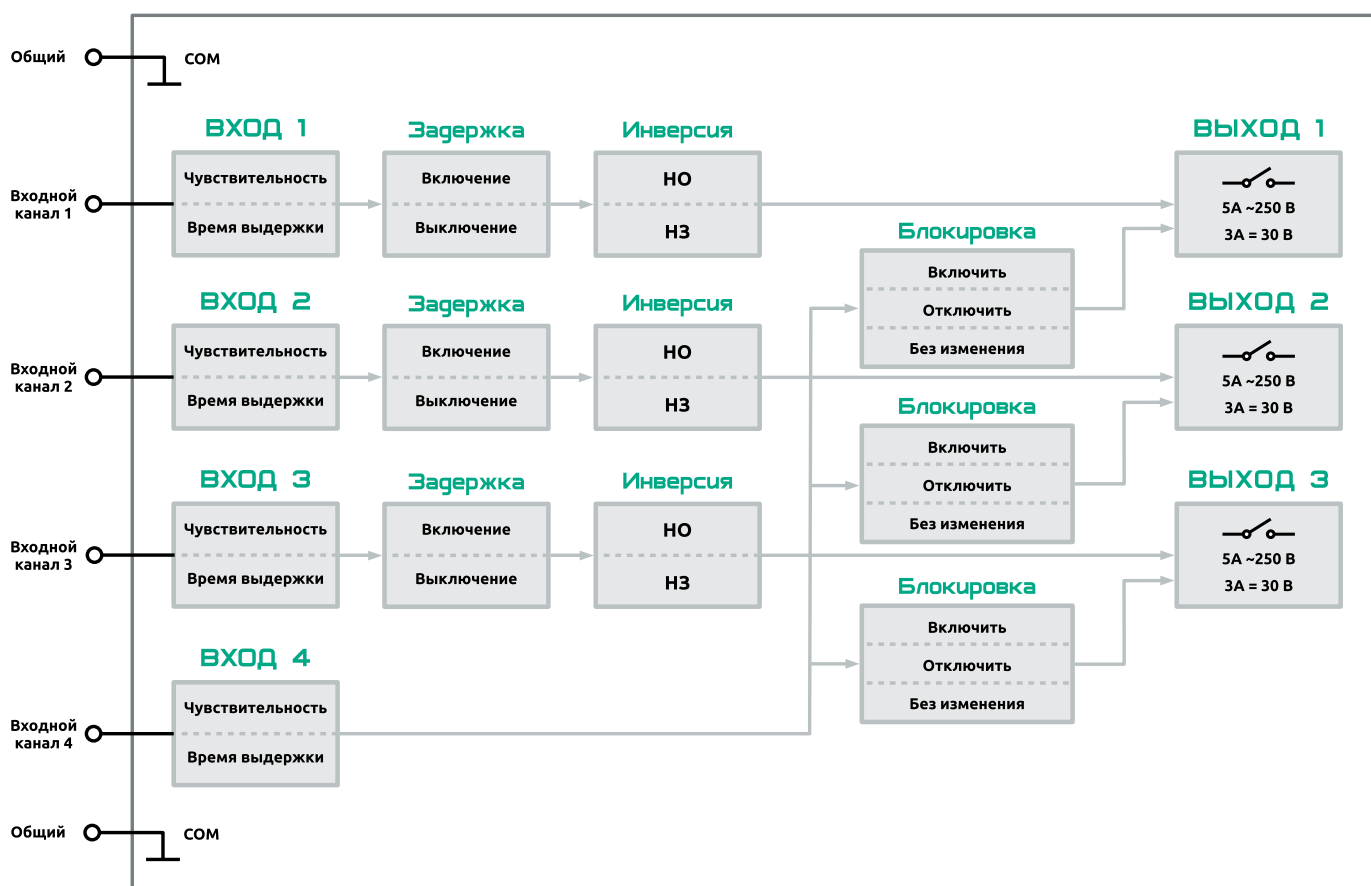 Общий
COM
ВХОД 1
Задержка
Инверсия
ВЫХОД 1
Входной
канал 1
Чувствительность
Время выдержки
Включение
Выключение
НО
НЗ
5А ~250 В
3А = 30 В
Блокировка
Включить
Отключить
Без изменения
ВХОД 2
Задержка
Инверсия
ВЫХОД 2
Входной
канал 2
Чувствительность
Время выдержки
Включение
Выключение
НО
НЗ
5А ~250 В
3А = 30 В
Блокировка
Включить
Отключить
Без изменения
ВХОД 3
Задержка
Инверсия
ВЫХОД 3
Входной
канал 3
Чувствительность
Время выдержки
Включение
Выключение
НО
НЗ
5А ~250 В
3А = 30 В
Блокировка
Включить
Отключить
Без изменения
ВХОД 4
Входной
канал 4
Чувствительность
Время выдержки
Общий
COM